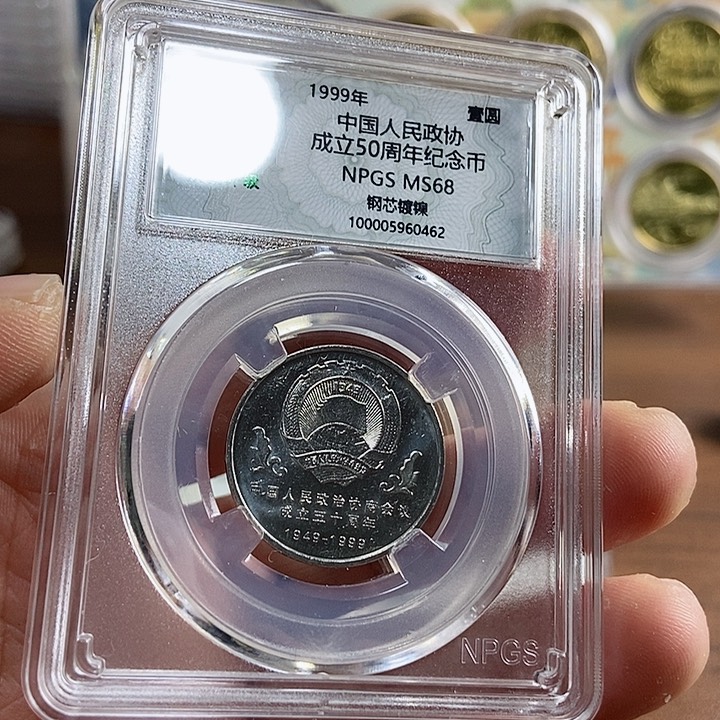 1999年
壹圆
中国人民政协
成立50周年纪念币
NPGS MS68
钢芯镀镍
100005960462
1949
中国人民政治协商会议
成立五十周年
1949-1999
NPGS